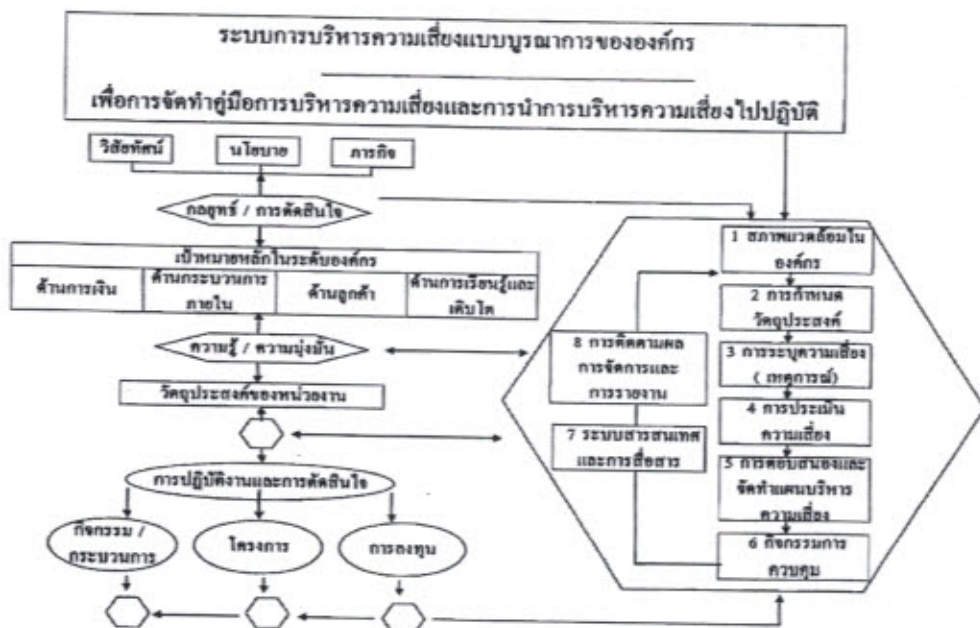 ระบบการบริหารความเสี่ยงแบบบูรณาการขององค์กร
เพื่อการจัดทำคู่มือการบริหารความเสี่ยงและการนำการบริหารความเสี่ยงไปปฏิบัติ
วิสัยทัศน์
นโยบาย
ภารกิจ
กลยุทธ์ / การตัดสินใจ
เป้าหมายหลักในระดับองค์กร
ด้านการเงิน
ด้านกระบวนการ
ภายใน
ด้านลูกค้า
ด้านการเรียนรู้และ
เติบโต
ความรู้ / ความมุ่งมั่น
วัตถุประสงค์ของหน่วยงาน
การปฏิบัติงานและการตัดสินใจ
กิจกรรม /
กระบวนการ
โครงการ
การลงทุน
1 สภาพแวดล้อมใน
องค์กร
2 การกำหนด
วัตถุประสงค์
3 การระบุความเสี่ยง
( เหตุการณ์)
4 การประเมิน
ความเสี่ยง
5 การตอบสนองและ
จัดทำแผนบริหาร
ความเสี่ยง
6 กิจกรรมการ
ควบคุม
7 ระบบสารสนเทศ
และการสื่อสาร
8 การติดตามผล
การจัดการและ
การรายงาน